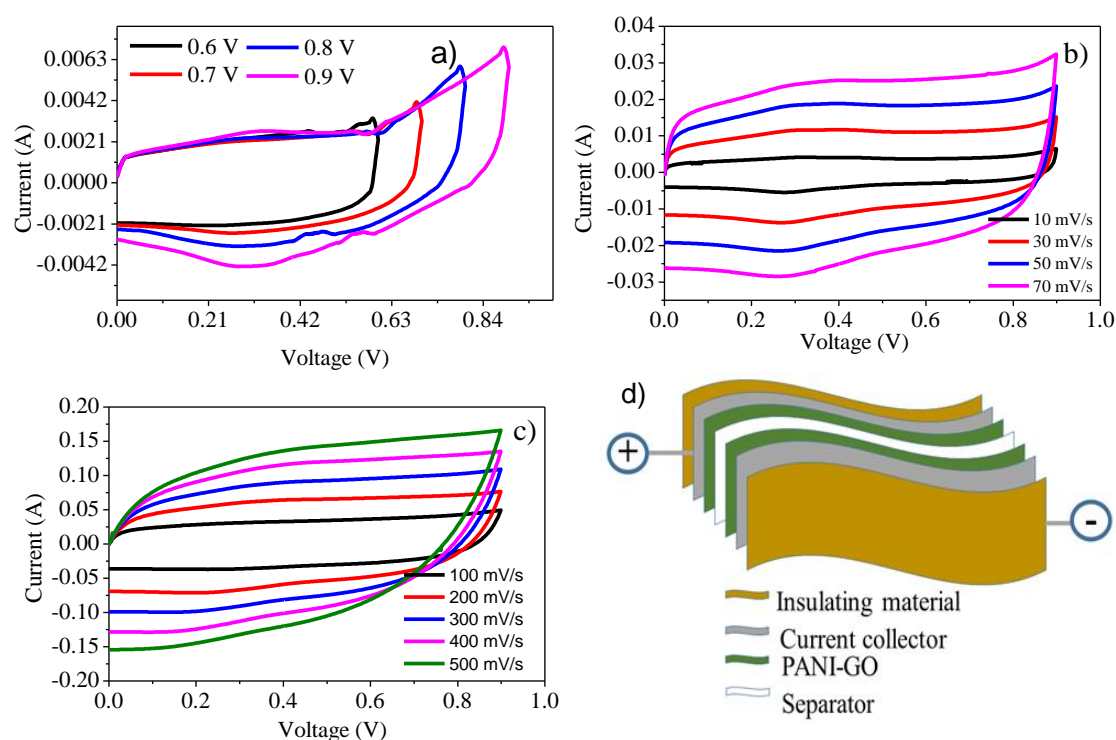 a)
0.6 V
0.8 V
0.7 V
0.9 V
0.0063
0.0042
0.0021
0.0000
-0.0021
-0.0042
Current (A)
0.00
0.21
0.42
0.63
0.84
Voltage (V)
b)
0.04
0.03
0.02
0.01
0.00
-0.01
-0.02
-0.03
Current (A)
10 mV/s
30 mV/s
50 mV/s
70 mV/s
0.0
0.2
0.4
0.6
0.8
1.0
Voltage (V)
c)
0.20
0.15
0.10
0.05
0.00
-0.05
-0.10
-0.15
-0.20
Current (A)
100 mV/s
200 mV/s
300 mV/s
400 mV/s
500 mV/s
0.0
0.2
0.4
0.6
0.8
1.0
Voltage (V)
d)
+
-
Insulating material
Current collector
PANI-GO
Separator